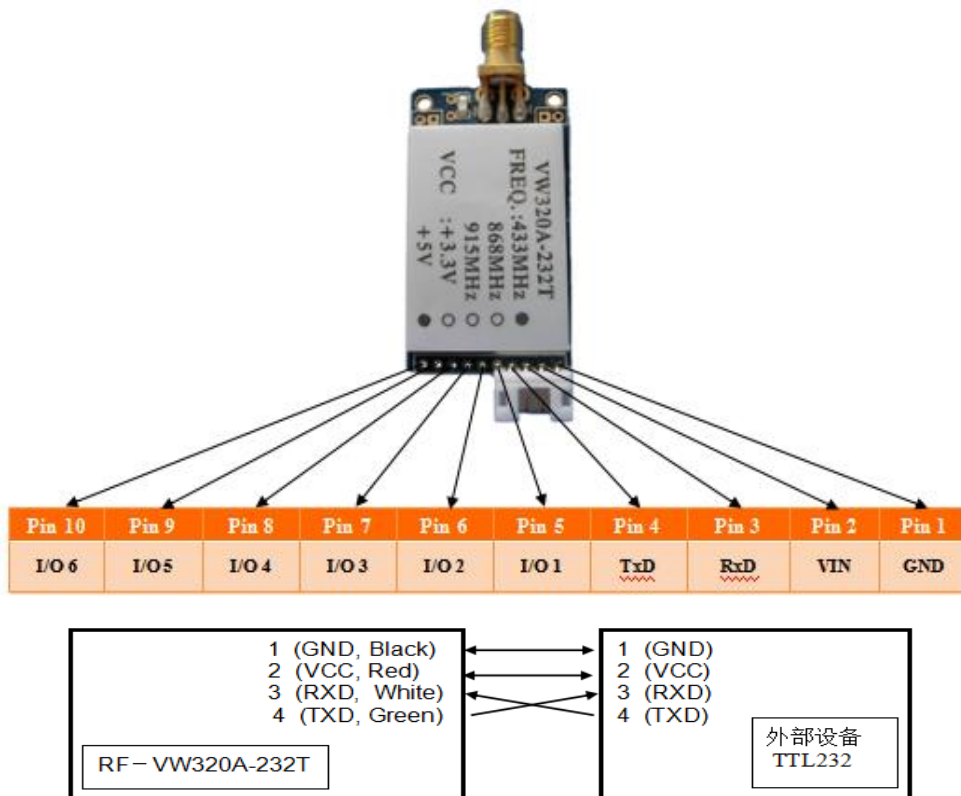 VW320A-232T
FREQ.:433MHz
868MHz
915MHz
VCC :+3.3V
+5V
Pin 10 Pin 9 Pin 8 Pin 7 Pin 6 Pin 5 Pin 4 Pin 3 Pin 2 Pin 1
I/O 6 I/O 5 I/O 4 I/O 3 I/O 2 I/O 1 TxD RxD VIN GND
1 (GND, Black)
2 (VCC, Red)
3 (RXD, White)
4 (TXD, Green)
RF-VW320A-232T
1 (GND)
2 (VCC)
3 (RXD)
4 (TXD)
外部设备
TTL232